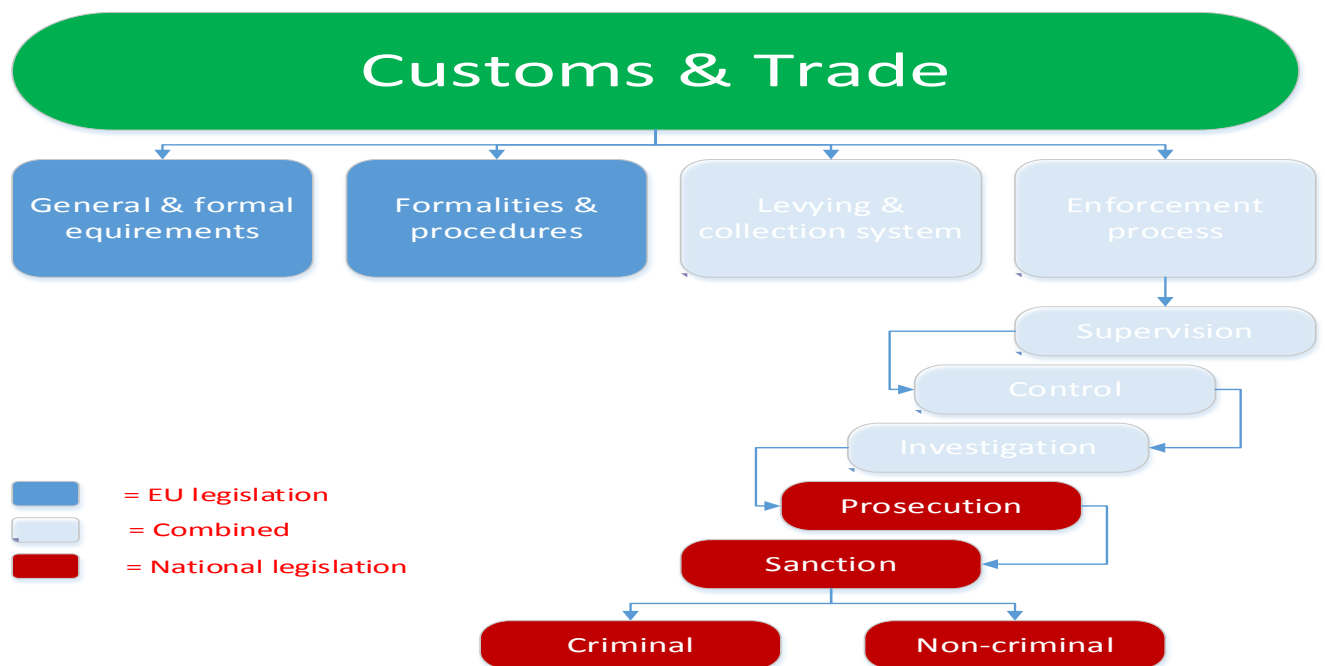 Customs & Trade
General & formal
equirements
Formalities &
procedures
Levying &
collection system
Enforcement
process
Supervision
Control
Investigation
Prosecution
Sanction
Criminal
Non-criminal
= EU legislation
= Combined
= National legislation